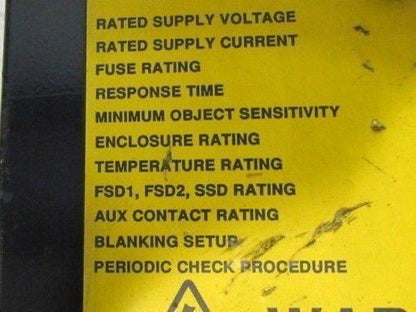 RATED SUPPLY VOLTAGE
RATED SUPPLY CURRENT
FUSE RATING
RESPONSE TIME
MINIMUM OBJECT SENSITIVITY
ENCLOSURE RATING
TEMPERATURE RATING
FSD1, FSD2, SSD RATING
AUX CONTACT RATING
BLANKING SETUP
PERIODIC CHECK PROCEDURE